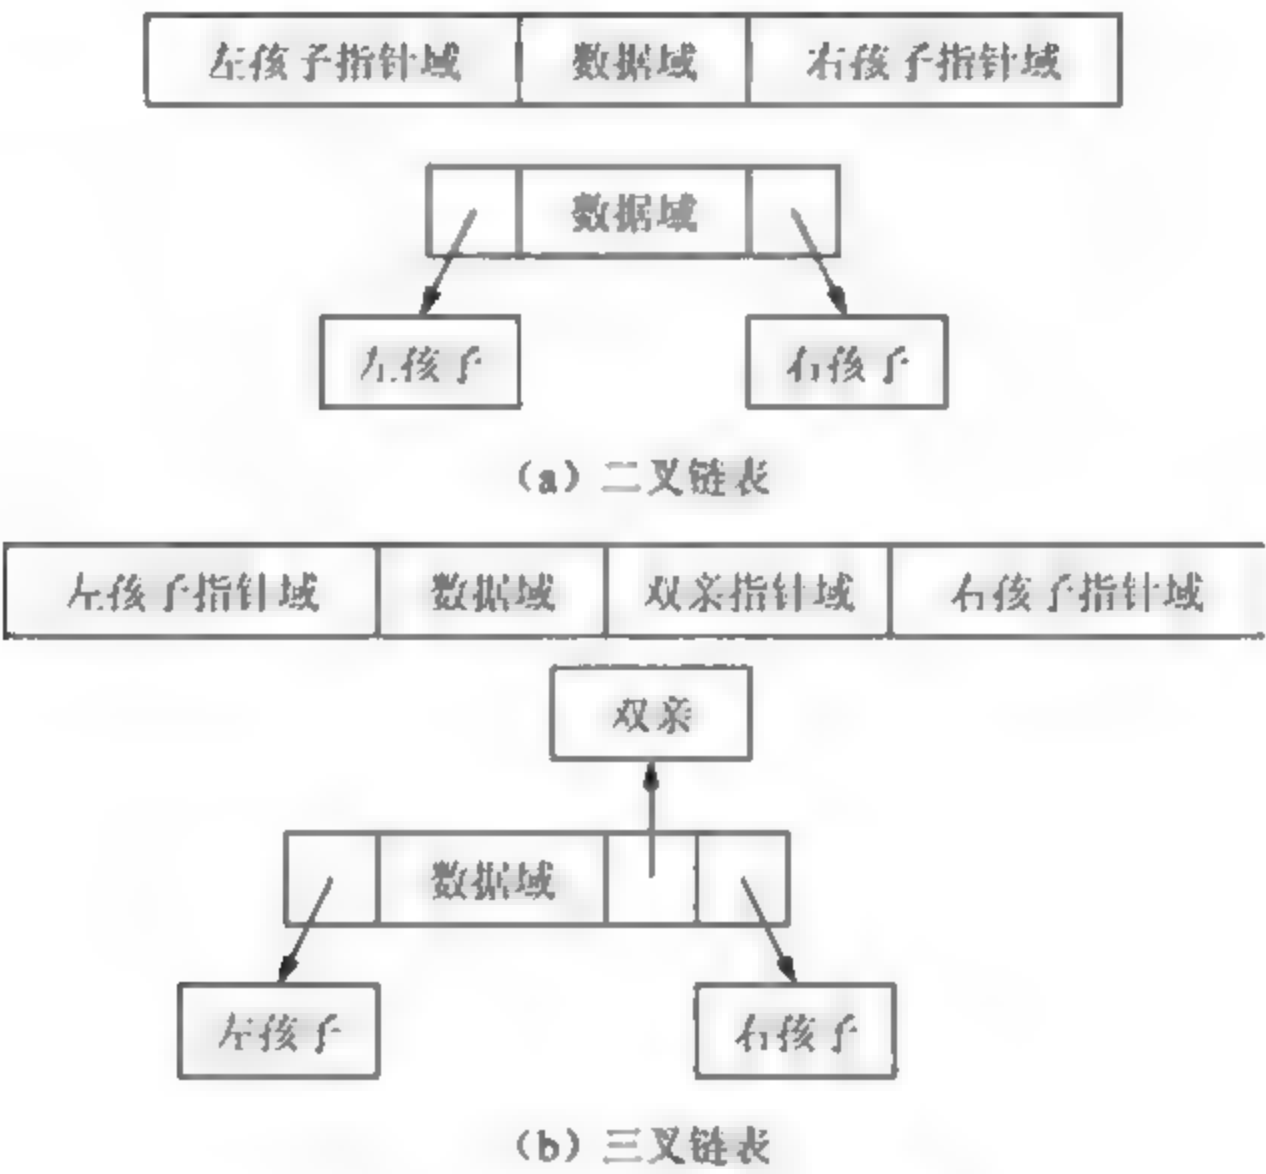 左孩子指针域 数据域 右孩子指针域
数据域
左孩子 右孩子
（a）二叉链表
左孩子指针域 数据域 双亲指针域 右孩子指针域
双亲
数据域
左孩子 右孩子
（b）三叉链表